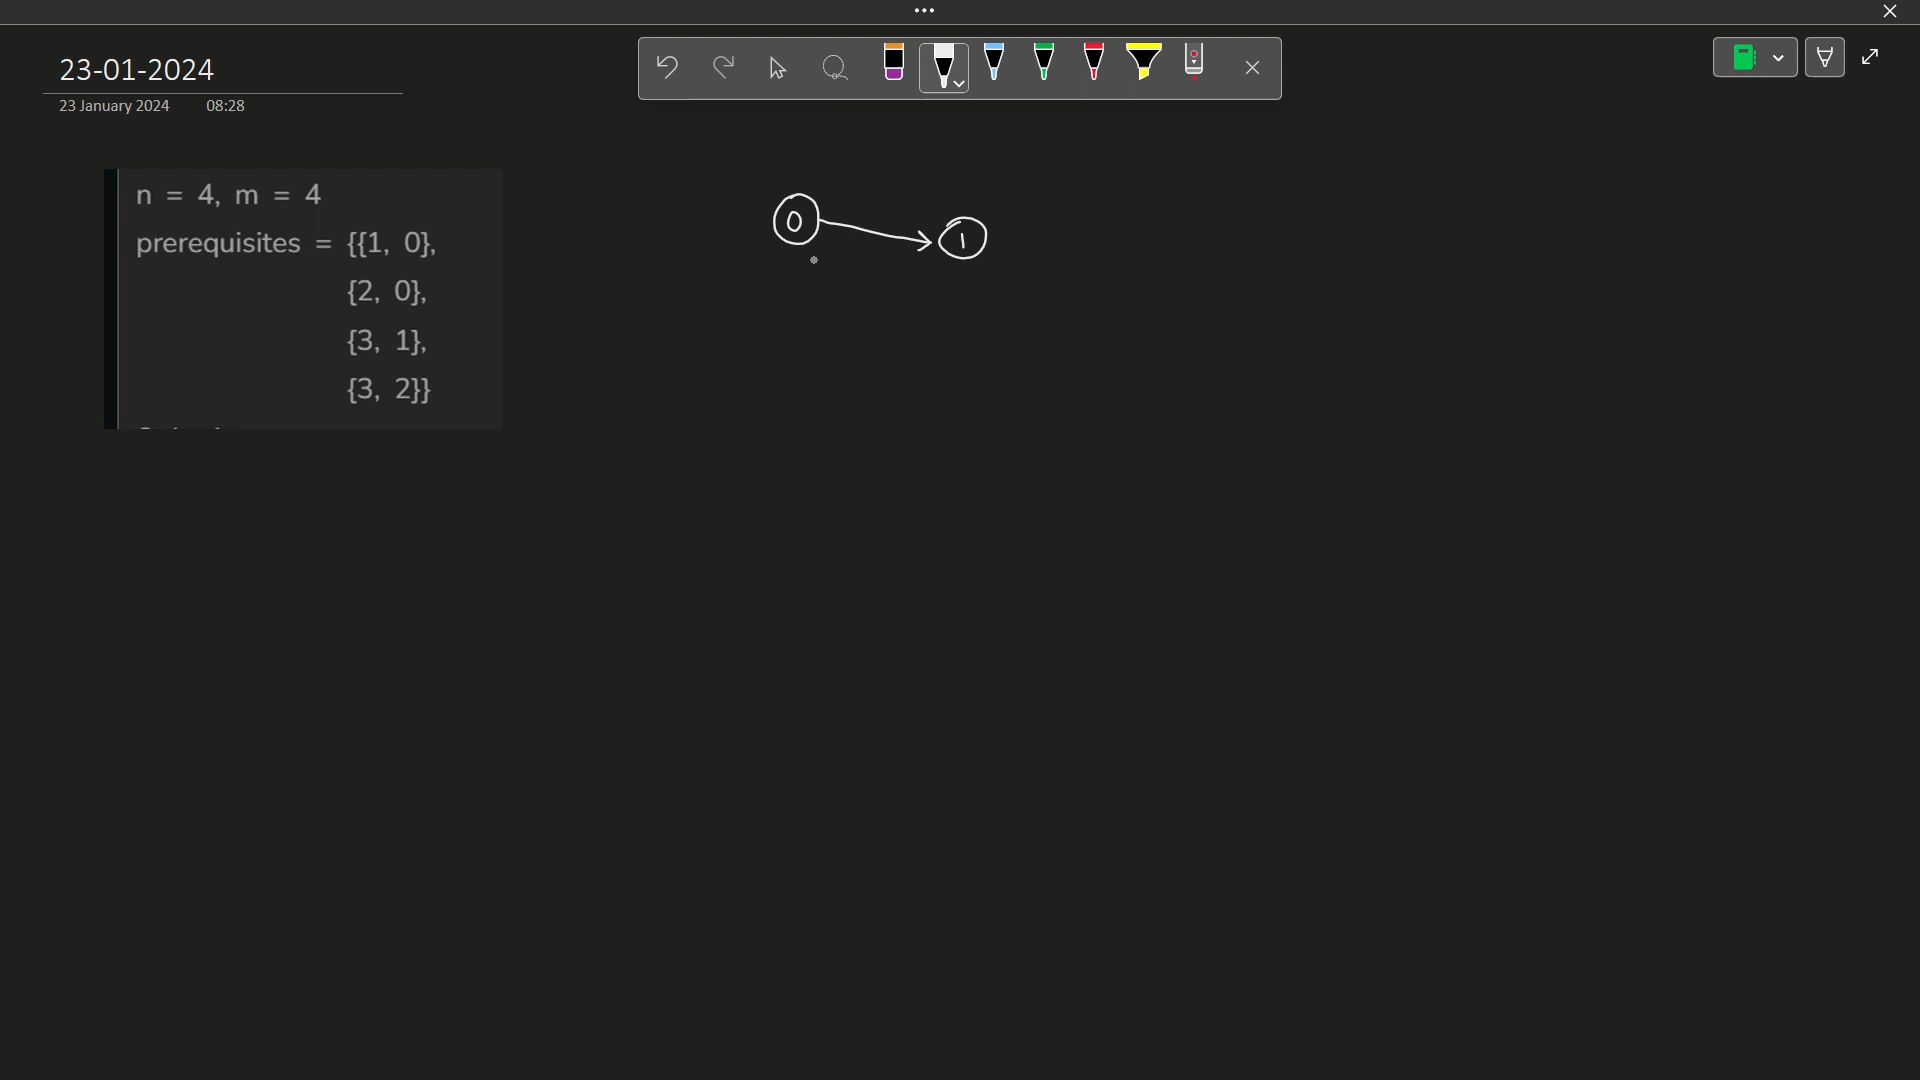 23-01-2024
23 January 2024 08:28
n = 4, m = 4
prerequisites = {{1, 0},
{2, 0},
{3, 1},
{3, 2}}
0 1